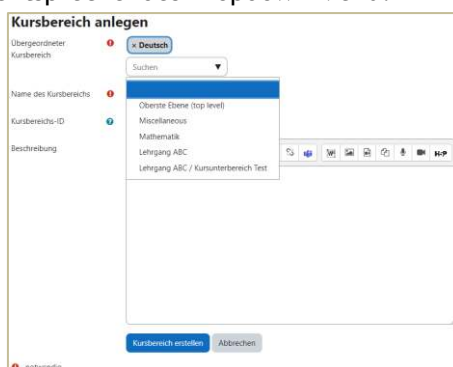 Kursbereich anlegen
Übergeordneter
Kursbereich
× Deutsch
Suchen ▼
Name des Kursbereichs
Oberste Ebene (top level)
Kursbereichs-ID
Miscellaneous
Mathematik
Beschreibung
Lehrgang ABC
Lehrgang ABC / Kursunterbereich Test
H-P
Kursbereich erstellen
Abbrechen